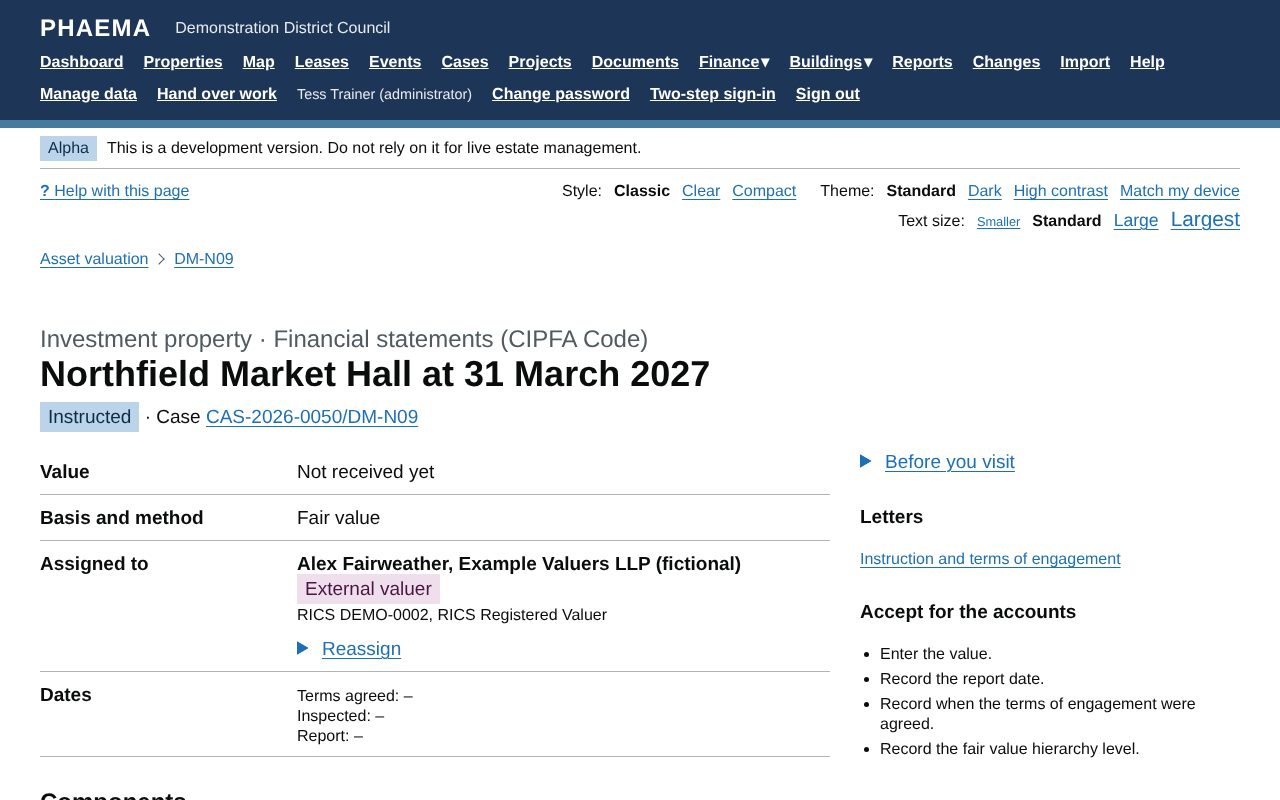 PHAEMA Demonstration District Council
Dashboard Properties Map Leases Events Cases Projects Documents Finance▾ Buildings▾ Reports Changes Import Help
Manage data Hand over work Tess Trainer (administrator) Change password Two-step sign-in Sign out
Alpha This is a development version. Do not rely on it for live estate management.
? Help with this page Style: Classic Clear Compact Theme: Standard Dark High contrast Match my device
Text size: Smaller Standard Large Largest
Asset valuation > DM-N09
Investment property · Financial statements (CIPFA Code)
Northfield Market Hall at 31 March 2027
Instructed · Case CAS-2026-0050/DM-N09
Value Not received yet
Basis and method Fair value
Assigned to Alex Fairweather, Example Valuers LLP (fictional)
External valuer
RICS DEMO-0002, RICS Registered Valuer
Reassign
Dates Terms agreed: –
Inspected: –
Report: –
Components
Before you visit
Letters
Instruction and terms of engagement
Accept for the accounts
• Enter the value.
• Record the report date.
• Record when the terms of engagement were
agreed.
• Record the fair value hierarchy level.